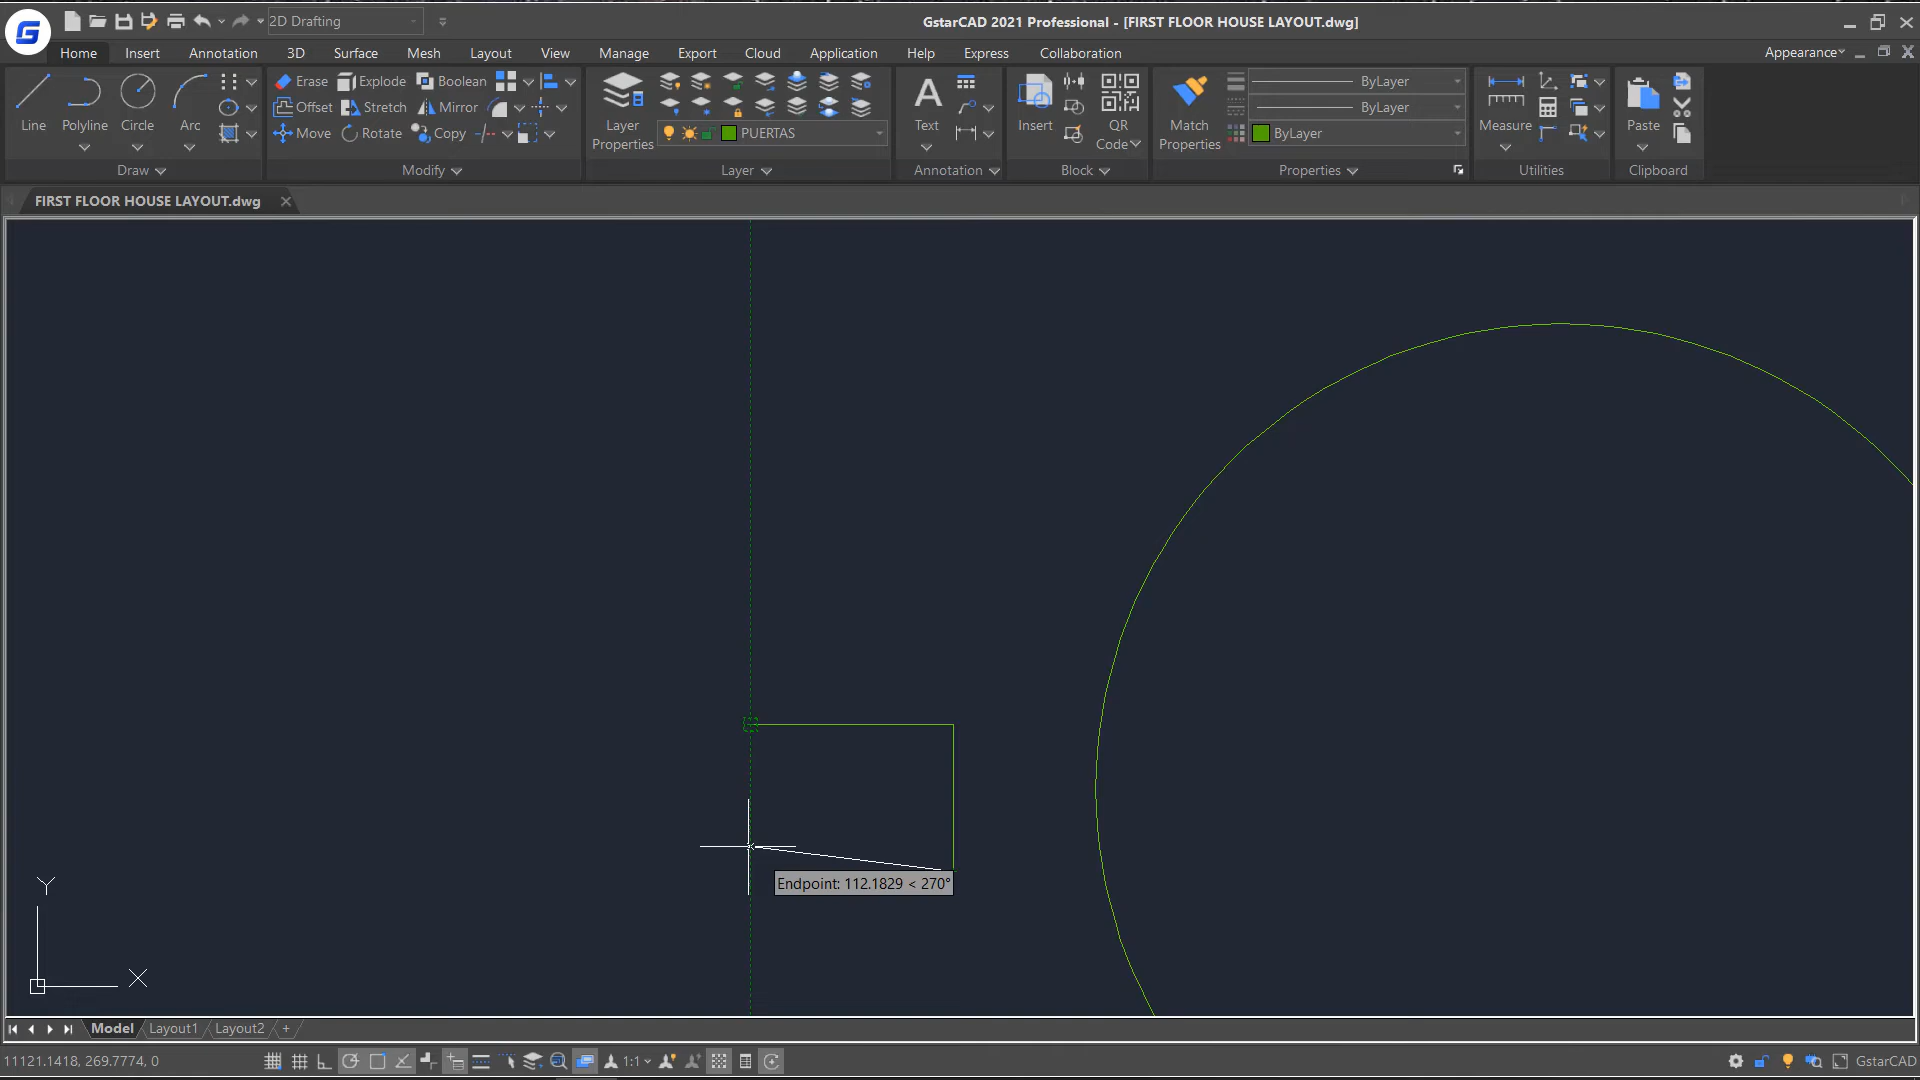 2D Drafting
GstarCAD 2021 Professional - [FIRST FLOOR HOUSE LAYOUT.dwg]
Home Insert Annotation 3D Surface Mesh Layout View Manage Export Cloud Application Help Express Collaboration Appearance
Line Polyline Circle Arc
Draw
Erase Explode Boolean
Offset Stretch Mirror
Move Rotate Copy
Modify
Layer
Properties
PUERTAS
Layer
Text
Annotation
Insert
QR
Code
Block
Match
Properties
ByLayer
ByLayer
ByLayer
Properties
Measure
Utilities
Paste
Clipboard
FIRST FLOOR HOUSE LAYOUT.dwg
Endpoint: 112.1829 < 270°
Y
X
Model Layout1 Layout2 +
11121.1418, 269.7774, 0
1:1
GstarCAD